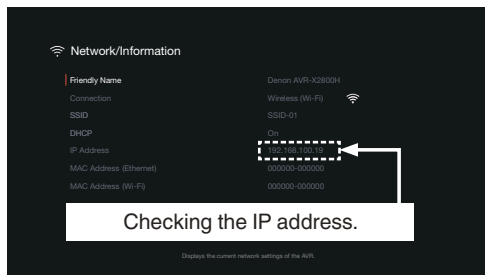 Network/Information
Friendly Name Denon AVR-X2800H
Connection Wireless (Wi-Fi)
SSID SSID-01
DHCP On
IP Address 192.168.100.19
MAC Address (Ethernet) 000000-000000
MAC Address (Wi-Fi) 000000-000000
Checking the IP address.
Displays the current network settings of the AVR.